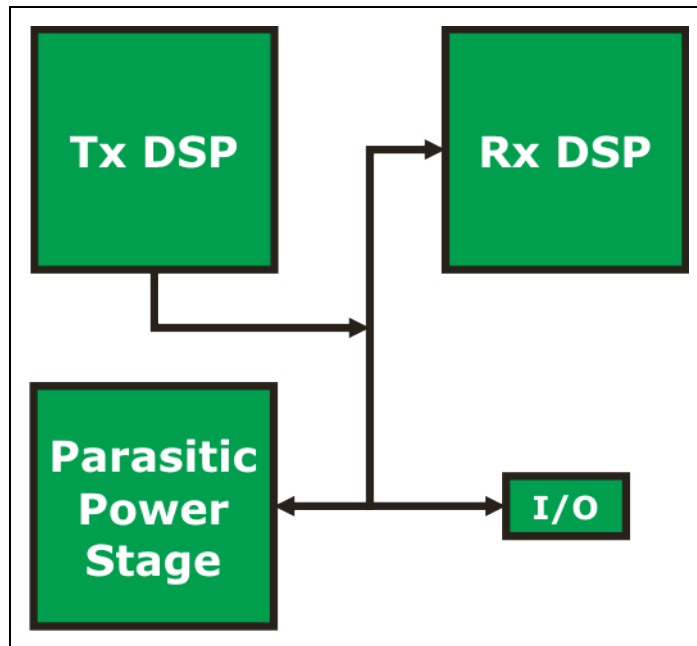 Tx DSP
Rx DSP
Parasitic
Power
Stage
I/O